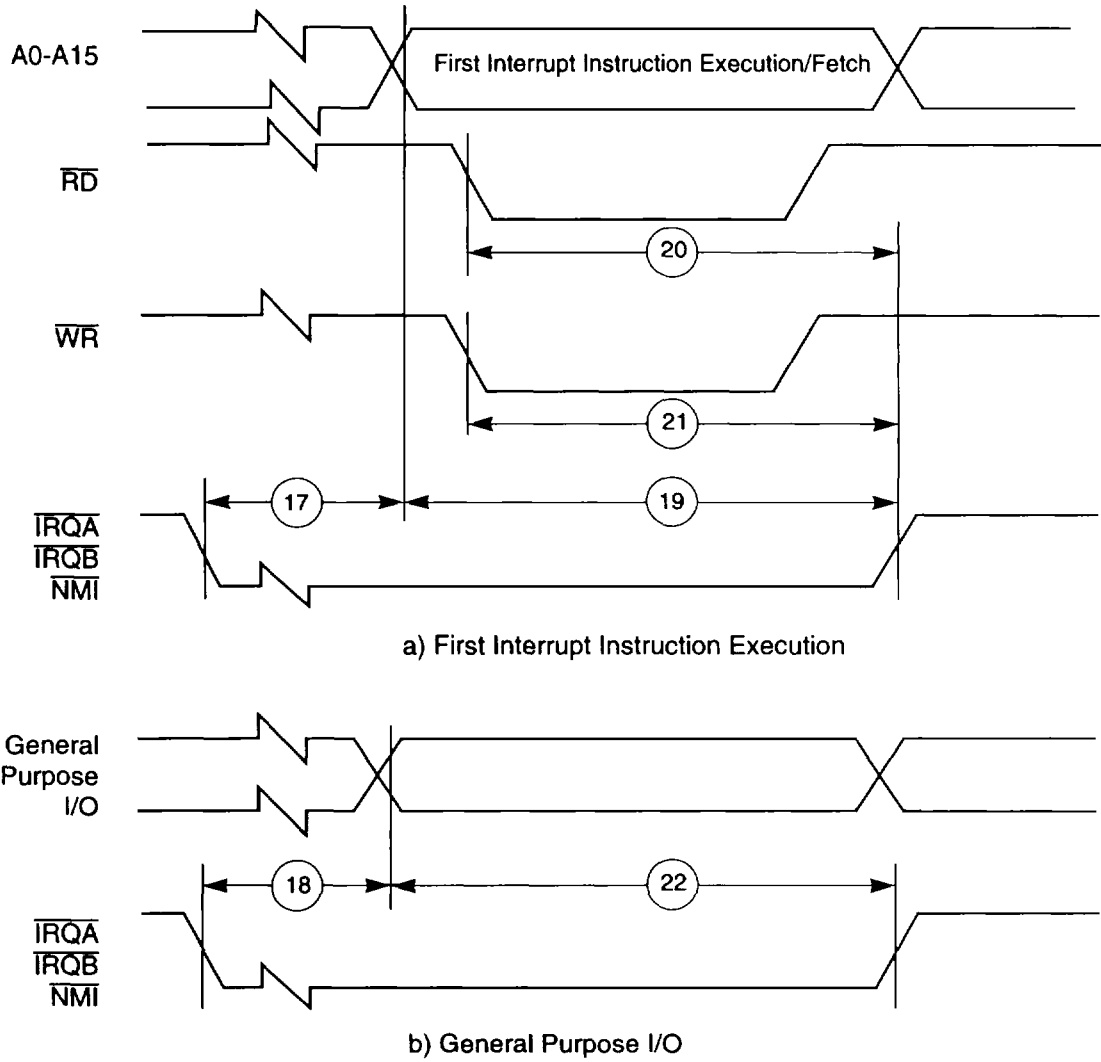 A0-A15
First Interrupt Instruction Execution/Fetch
RD
20
WR
21
17
19
IRQA
IRQB
NMI
a) First Interrupt Instruction Execution
General
Purpose
I/O
18
22
IRQA
IRQB
NMI
b) General Purpose I/O